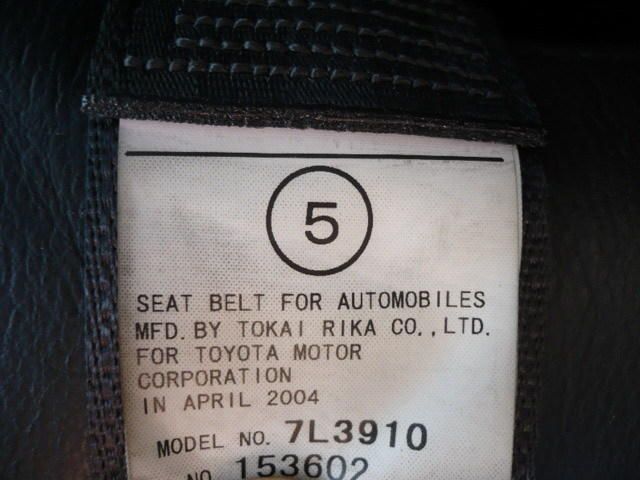 5
SEAT BELT FOR AUTOMOBILES
MFD. BY TOKAI RIKA CO., LTD.
FOR TOYOTA MOTOR
CORPORATION
IN APRIL 2004
MODEL NO. 7L3910
NO. 153602